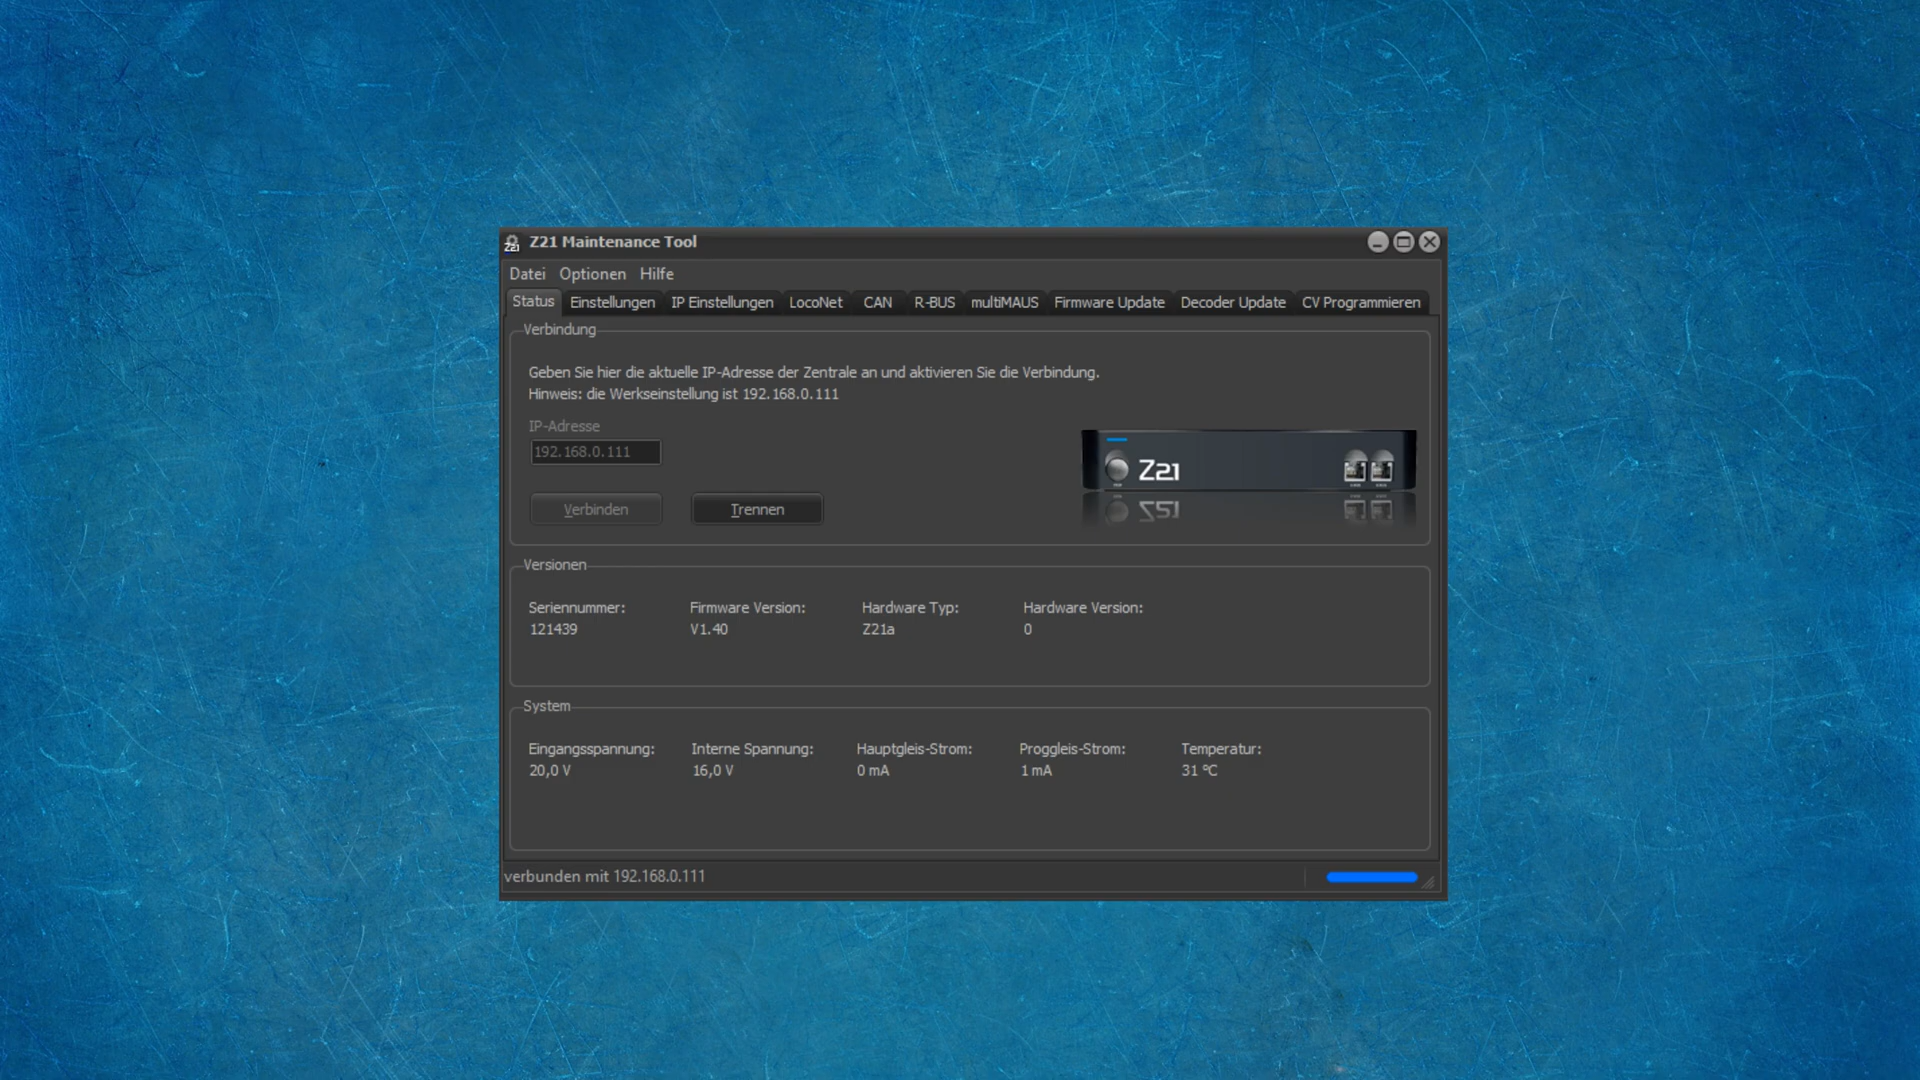 Z21 Maintenance Tool
Datei Optionen Hilfe
Status Einstellungen IP Einstellungen LocoNet CAN R-BUS multiMAUS Firmware Update Decoder Update CV Programmieren
Verbindung
Geben Sie hier die aktuelle IP-Adresse der Zentrale an und aktivieren Sie die Verbindung.
Hinweis: die Werkseinstellung ist 192.168.0.111
IP-Adresse
192.168.0.111
Z21
Verbinden Trennen
Versionen
Seriennummer: Firmware Version: Hardware Typ: Hardware Version:
121439 V1.40 Z21a 0
System
Eingangsspannung: Interne Spannung: Hauptgleis-Strom: Proggleis-Strom: Temperatur:
20,0 V 16,0 V 0 mA 1 mA 31 °C
verbunden mit 192.168.0.111